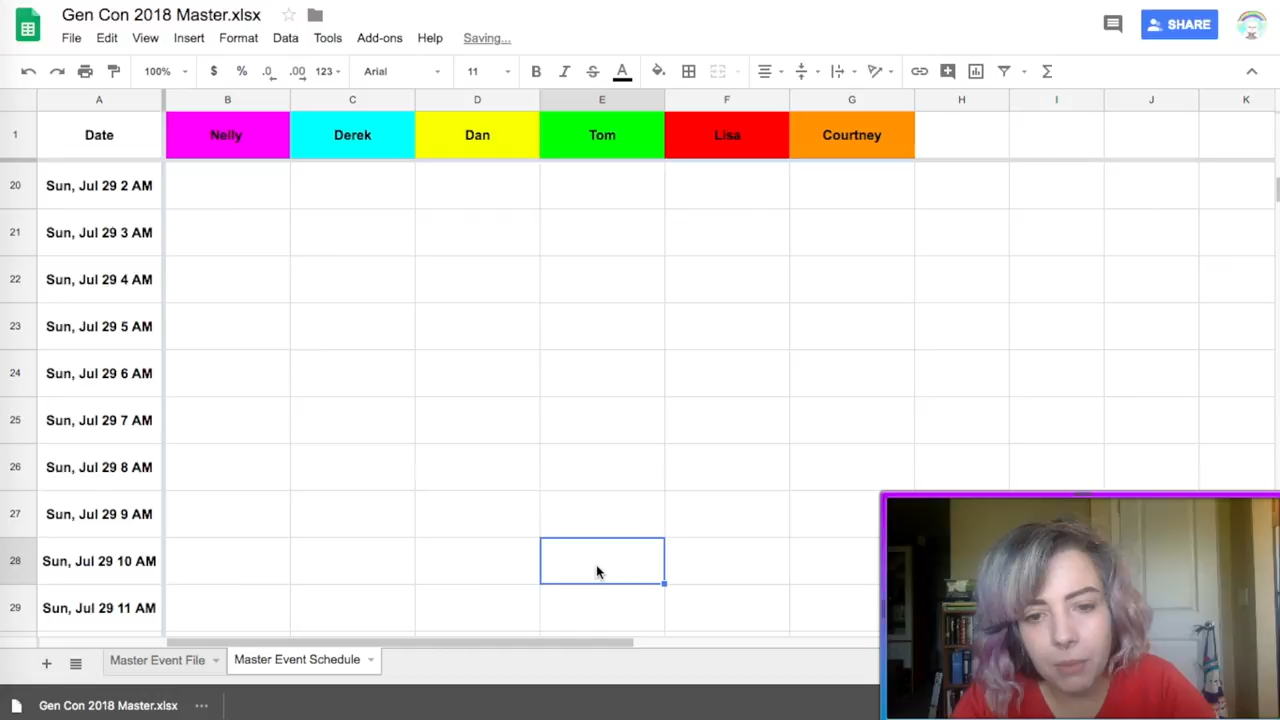 Gen Con 2018 Master.xlsx
File Edit View Insert Format Data Tools Add-ons Help Saving...
SHARE
100% $ % .0 .00 123 Arial 11 B I S A
A B C D E F G H I J K
1 Date Nelly Derek Dan Tom Lisa Courtney
20 Sun, Jul 29 2 AM
21 Sun, Jul 29 3 AM
22 Sun, Jul 29 4 AM
23 Sun, Jul 29 5 AM
24 Sun, Jul 29 6 AM
25 Sun, Jul 29 7 AM
26 Sun, Jul 29 8 AM
27 Sun, Jul 29 9 AM
28 Sun, Jul 29 10 AM
29 Sun, Jul 29 11 AM
Master Event File Master Event Schedule
Gen Con 2018 Master.xlsx